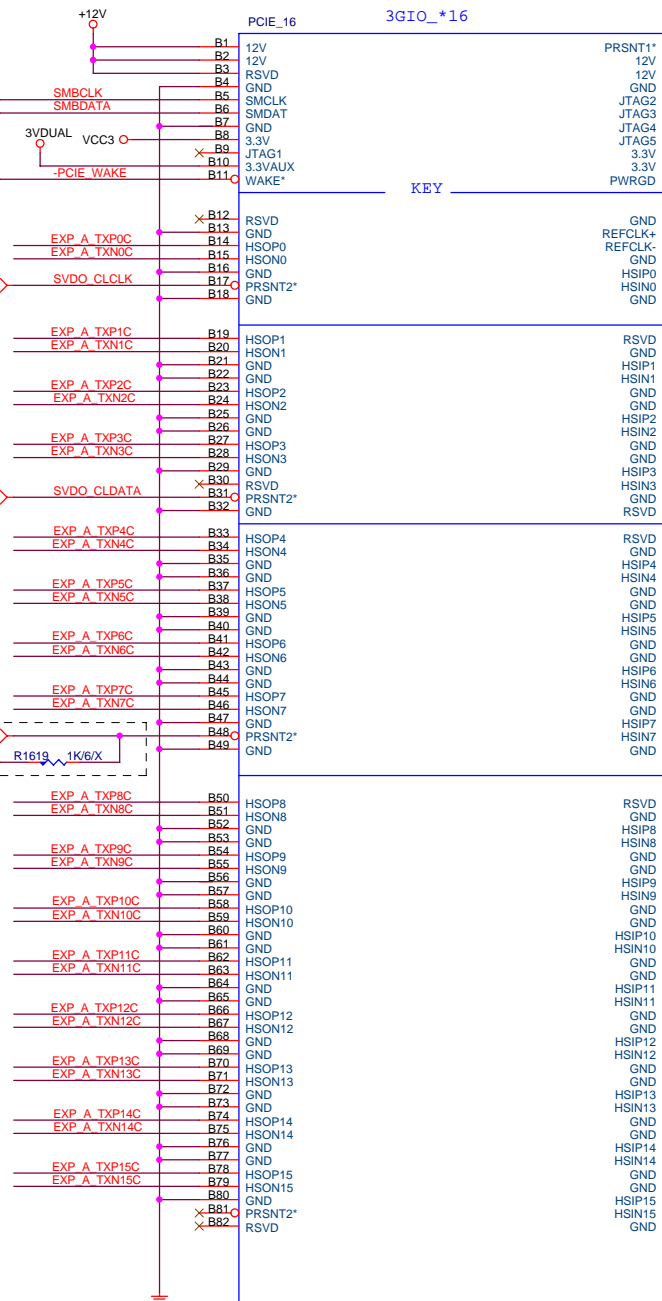 +12V
PCIE_16
3GIO_*16
B1 12V PRSNT1*
B2 12V 12V
B3 RSVD 12V
B4 GND GND
SMBCLK B5 SMCLK JTAG2
SMBDATA B6 SMDAT JTAG3
B7 GND JTAG4
3VDUAL VCC3 B8 3.3V JTAG5
B9 JTAG1 3.3V
B10 3.3VAUX 3.3V
-PCIE_WAKE B11 WAKE* PWRGD
KEY
B12 RSVD GND
B13 GND REFCLK+
EXP_A_TXP0C B14 HSOP0 REFCLK-
EXP_A_TXN0C B15 HSON0 GND
B16 GND HSIP0
SVDO_CLCLK B17 PRSNT2* HSIN0
B18 GND GND
EXP_A_TXP1C B19 HSOP1 RSVD
EXP_A_TXN1C B20 HSON1 GND
B21 GND HSIP1
B22 GND HSIN1
EXP_A_TXP2C B23 HSOP2 GND
EXP_A_TXN2C B24 HSON2 GND
B25 GND HSIP2
B26 GND HSIN2
EXP_A_TXP3C B27 HSOP3 GND
EXP_A_TXN3C B28 HSON3 GND
B29 GND HSIP3
B30 RSVD HSIN3
SVDO_CLDATA B31 PRSNT2* GND
B32 GND RSVD
EXP_A_TXP4C B33 HSOP4 RSVD
EXP_A_TXN4C B34 HSON4 GND
B35 GND HSIP4
B36 GND HSIN4
EXP_A_TXP5C B37 HSOP5 GND
EXP_A_TXN5C B38 HSON5 GND
B39 GND HSIP5
B40 GND HSIN5
EXP_A_TXP6C B41 HSOP6 GND
EXP_A_TXN6C B42 HSON6 GND
B43 GND HSIP6
B44 GND HSIN6
EXP_A_TXP7C B45 HSOP7 GND
EXP_A_TXN7C B46 HSON7 GND
B47 GND HSIP7
B48 PRSNT2* HSIN7
R1619 1K/6/X B49 GND GND
EXP_A_TXP8C B50 HSOP8 RSVD
EXP_A_TXN8C B51 HSON8 GND
B52 GND HSIP8
B53 GND HSIN8
EXP_A_TXP9C B54 HSOP9 GND
EXP_A_TXN9C B55 HSON9 GND
B56 GND HSIP9
B57 GND HSIN9
EXP_A_TXP10C B58 HSOP10 GND
EXP_A_TXN10C B59 HSON10 GND
B60 GND HSIP10
B61 GND HSIN10
EXP_A_TXP11C B62 HSOP11 GND
EXP_A_TXN11C B63 HSON11 GND
B64 GND HSIP11
B65 GND HSIN11
EXP_A_TXP12C B66 HSOP12 GND
EXP_A_TXN12C B67 HSON12 GND
B68 GND HSIP12
B69 GND HSIN12
EXP_A_TXP13C B70 HSOP13 GND
EXP_A_TXN13C B71 HSON13 GND
B72 GND HSIP13
B73 GND HSIN13
EXP_A_TXP14C B74 HSOP14 GND
EXP_A_TXN14C B75 HSON14 GND
B76 GND HSIP14
B77 GND HSIN14
EXP_A_TXP15C B78 HSOP15 GND
EXP_A_TXN15C B79 HSON15 GND
B80 GND HSIP15
B81 PRSNT2* HSIN15
B82 RSVD GND